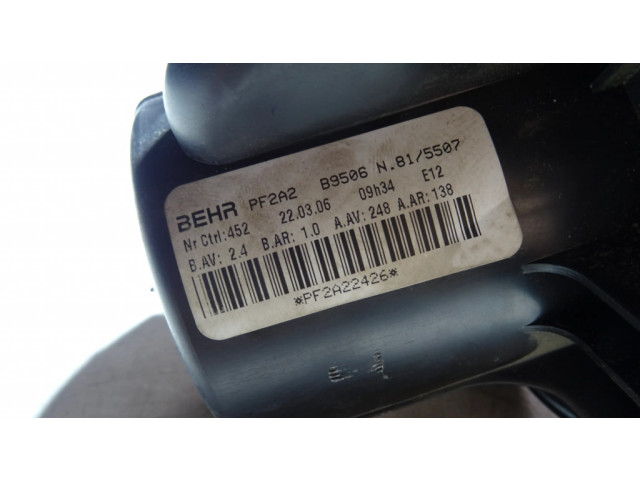 BEHR PF2A2 B9506 N.81/5507
Nr Ctrl:452 22.03.06 09h34 E12
B.AV: 2.4 B.AR: 1.0 A.AV: 248 A.AR: 138
*PF2A22426*